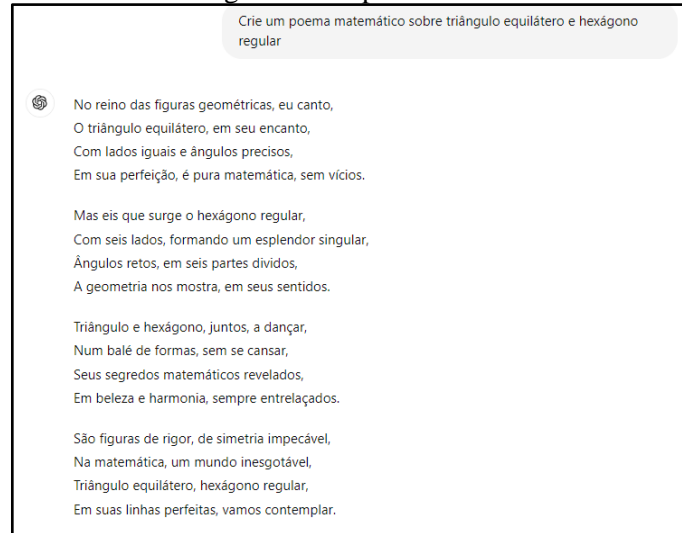 Crie um poema matemático sobre triângulo equilátero e hexágono
regular
No reino das figuras geométricas, eu canto,
O triângulo equilátero, em seu encanto,
Com lados iguais e ângulos precisos,
Em sua perfeição, é pura matemática, sem vícios.
Mas eis que surge o hexágono regular,
Com seis lados, formando um esplendor singular,
Ângulos retos, em seis partes dividos,
A geometria nos mostra, em seus sentidos.
Triângulo e hexágono, juntos, a dançar,
Num balé de formas, sem se cansar,
Seus segredos matemáticos revelados,
Em beleza e harmonia, sempre entrelaçados.
São figuras de rigor, de simetria impecável,
Na matemática, um mundo inesgotável,
Triângulo equilátero, hexágono regular,
Em suas linhas perfeitas, vamos contemplar.